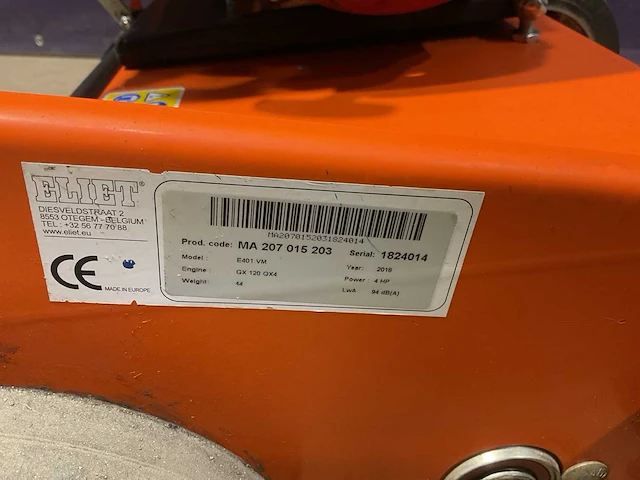 ELIET®
DIESVELDSTRAAT 2
8553 OTEGEM - BELGIUM
TEL.: +32 56 77 70 88
www.eliet.eu
CE
MADE IN EUROPE
MA2070152031824014
Prod. code: MA 207 015 203 Serial: 1824014
Model : E401 VM Year: 2018
Engine : GX 120 QX4 Power : 4 HP
Weight : 44 LwA 94 dB(A)